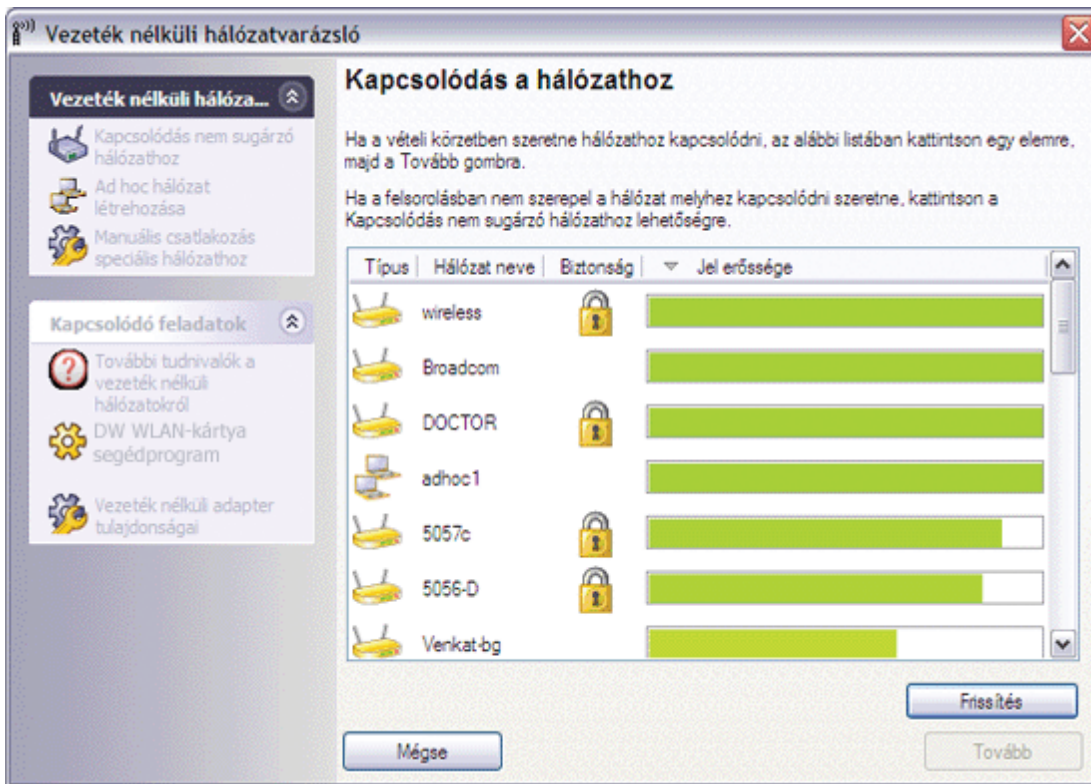 Vezeték nélküli hálózatvarázsló
Vezeték nélküli hálóza...
Kapcsolódás nem sugárzó
hálózathoz
Ad hoc hálózat
létrehozása
Manuális csatlakozás
speciális hálózathoz
Kapcsolódó feladatok
További tudnivalók a
vezeték nélküli
hálózatokról
DW WLAN-kártya
segédprogram
Vezeték nélküli adapter
tulajdonságai
Kapcsolódás a hálózathoz
Ha a vételi körzetben szeretne hálózathoz kapcsolódni, az alábbi listában kattintson egy elemre,
majd a Tovább gombra.
Ha a felsorolásban nem szerepel a hálózat melyhez kapcsolódni szeretne, kattintson a
Kapcsolódás nem sugárzó hálózathoz lehetőségre.
Típus Hálózat neve Biztonság Jel erőssége
wireless
Broadcom
DOCTOR
adhoc1
5057c
5056-D
Venkat-bg
Frissítés
Mégse Tovább